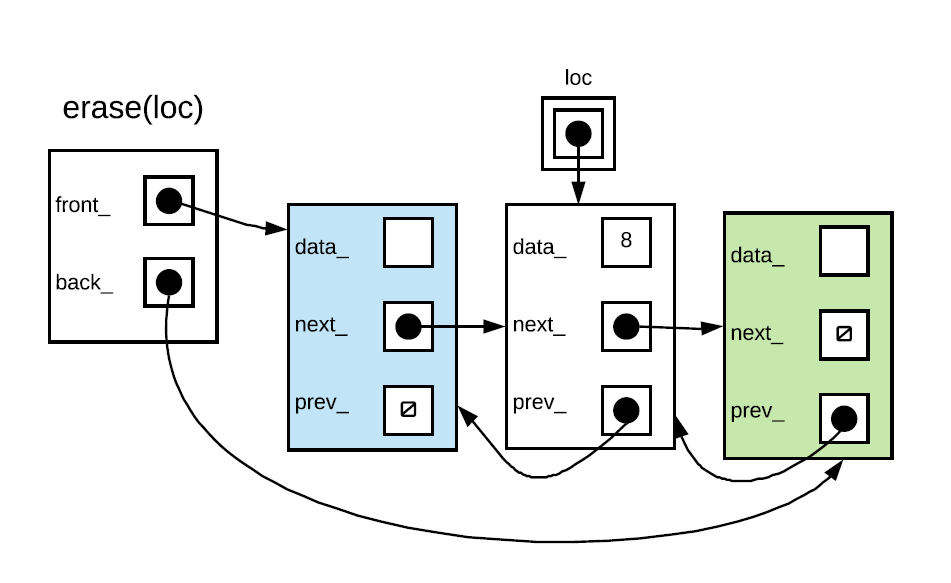 loc
erase(loc)
front_
back_
data_
next_
prev_
data_ 8
next_
prev_
data_
next_
prev_